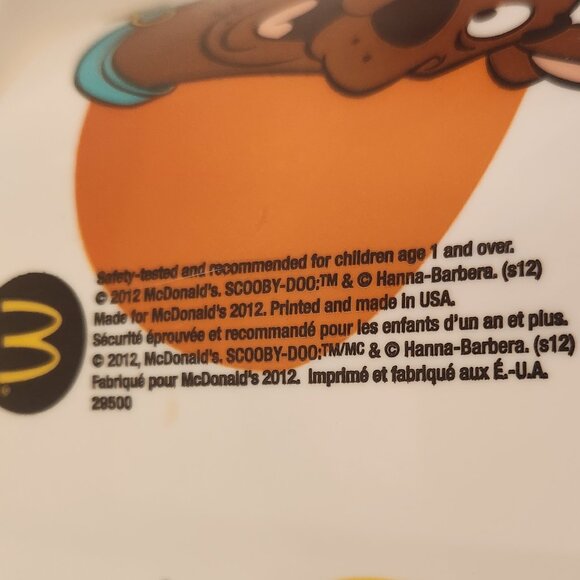 Safety-tested and recommended for children age 1 and over.
© 2012 McDonald's. SCOOBY-DOO;TM & © Hanna-Barbera. (s12)
Made for McDonald's 2012. Printed and made in USA.
Sécurité éprouvée et recommandé pour les enfants d'un an et plus.
© 2012, McDonald's. SCOOBY-DOO;TM/MC & © Hanna-Barbera. (s12)
Fabriqué pour McDonald's 2012. Imprimé et fabriqué aux É.-U.A.
29500